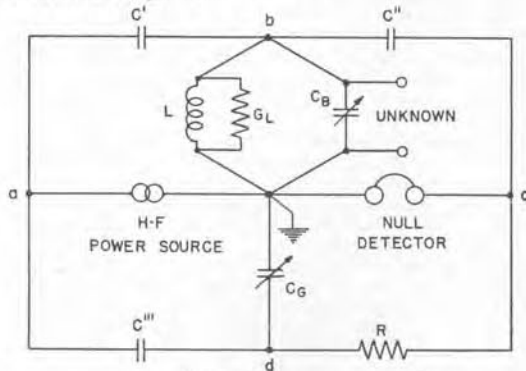 C' b C"
L GL CB UNKNOWN
a c
H-F NULL
POWER SOURCE DETECTOR
CG
C''' R
d